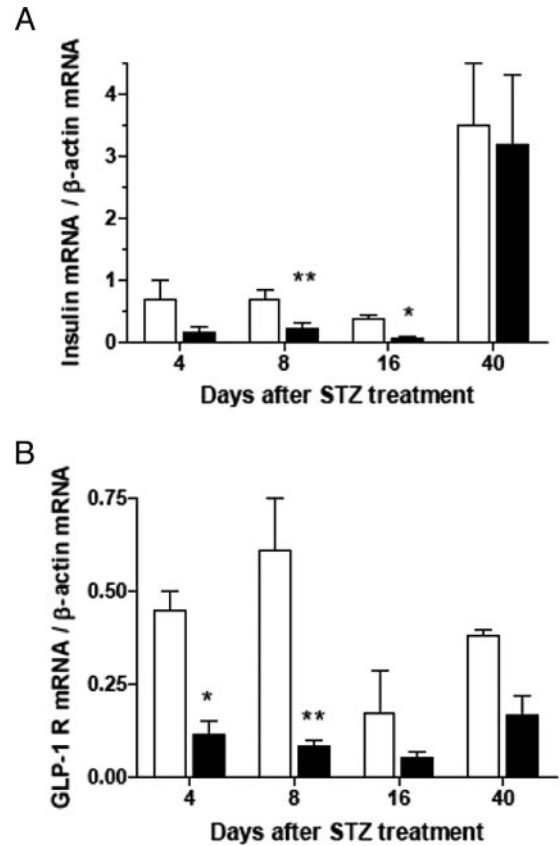 A
Insulin mRNA / β-actin mRNA
4
3
2
1
0
**
*
4 8 16 40
Days after STZ treatment
B
GLP-1 R mRNA / β-actin mRNA
0.75
0.50
0.25
0.00
*
**
4 8 16 40
Days after STZ treatment